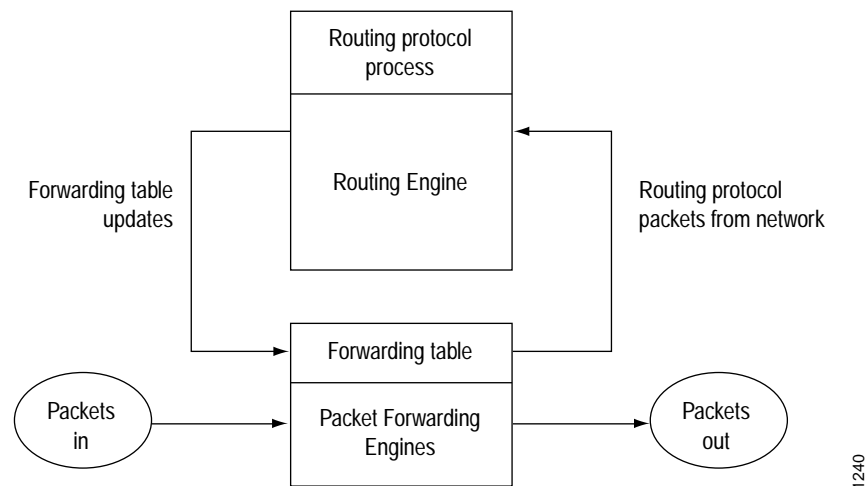 Routing protocol
process
Routing Engine
Forwarding table
updates
Routing protocol
packets from network
Forwarding table
Packets
in
Packet Forwarding
Engines
Packets
out
1240